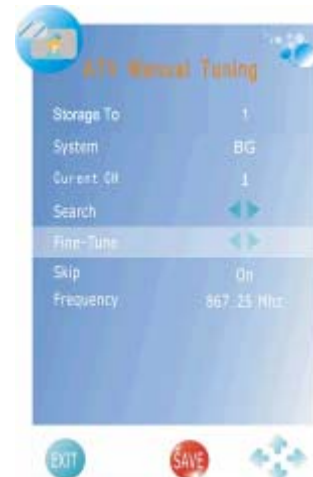 ATV Manual Tuning
Storage To 1
System BG
Curent CH 1
Search
Fine-Tune
Skip On
Frequency 867.25 Mhz
EXIT SAVE